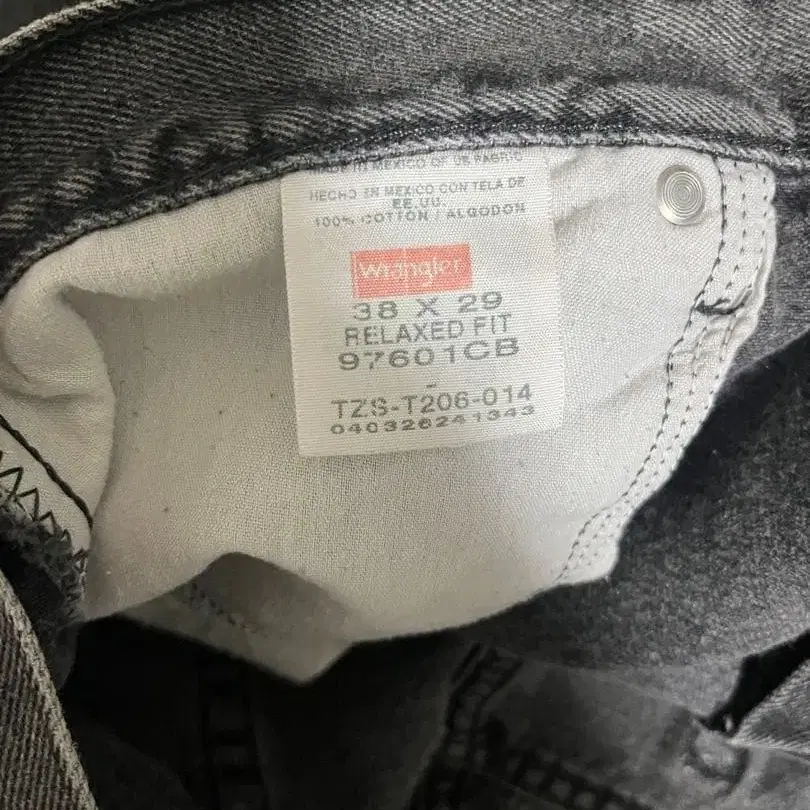 MADE IN MEXICO OF US FABRIC
HECHO EN MEXICO CON TELA DE
EE.UU.
100% COTTON / ALGODON
Wrangler
38 X 29
RELAXED FIT
97601CB
-
TZS-T206-014
040326241343